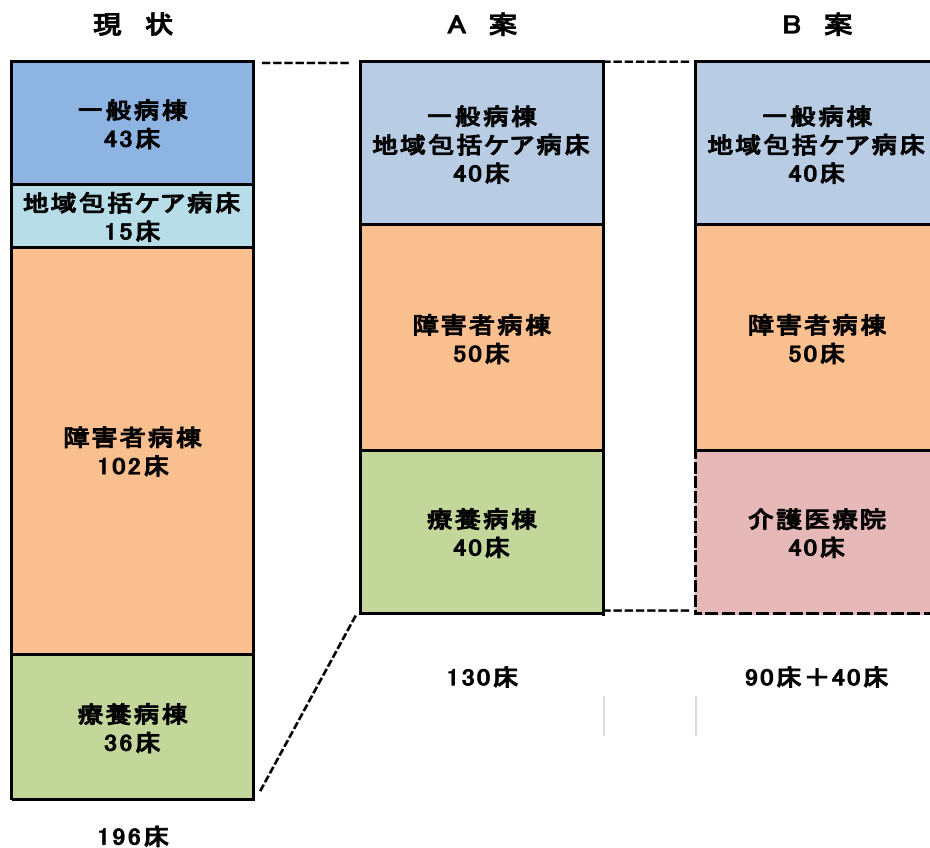 現 状
一般病棟
43床
地域包括ケア病床
15床
障害者病棟
102床
療養病棟
36床
196床
A 案
一般病棟
地域包括ケア病床
40床
障害者病棟
50床
療養病棟
40床
130床
B 案
一般病棟
地域包括ケア病床
40床
障害者病棟
50床
介護医療院
40床
90床＋40床